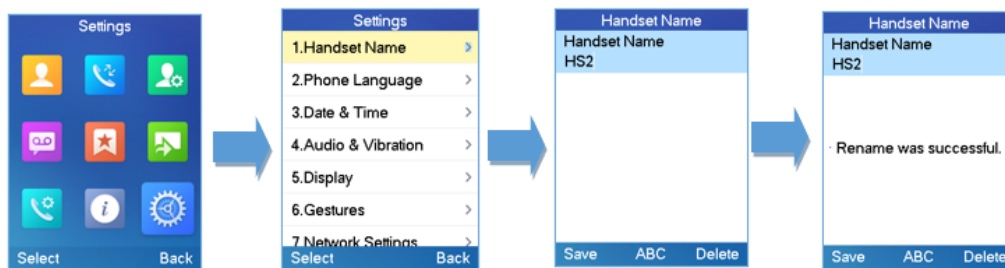 Settings
Select Back
Settings
1.Handset Name
2.Phone Language
3.Date & Time
4.Audio & Vibration
5.Display
6.Gestures
7.Network Settings
Select Back
Handset Name
Handset Name
HS2
Save ABC Delete
Handset Name
Handset Name
HS2
Rename was successful.
Save ABC Delete